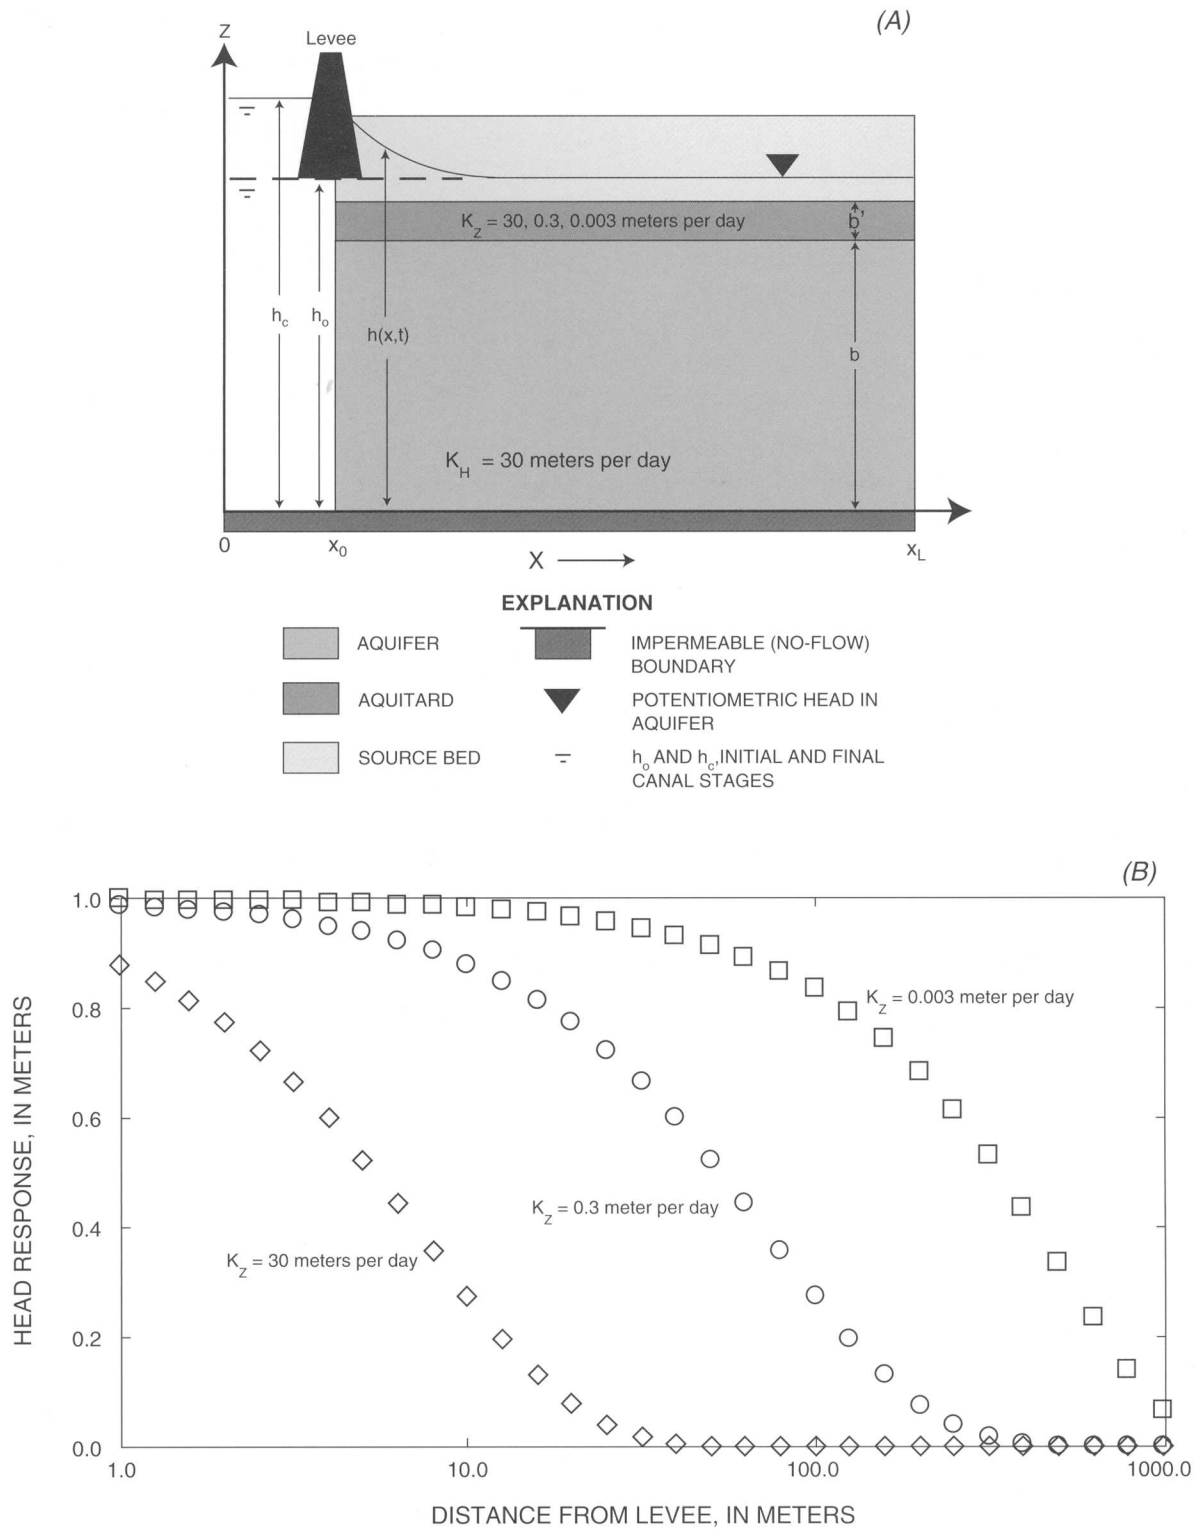 (A)
Z
Levee
K_Z = 30, 0.3, 0.003 meters per day
b'
h_c
h_o
h(x,t)
b
K_H = 30 meters per day
0
x_0
X
x_L
EXPLANATION
AQUIFER
IMPERMEABLE (NO-FLOW)
BOUNDARY
AQUITARD
POTENTIOMETRIC HEAD IN
AQUIFER
SOURCE BED
h_o AND h_c,INITIAL AND FINAL
CANAL STAGES
(B)
HEAD RESPONSE, IN METERS
1.0
0.8
0.6
0.4
0.2
0.0
K_Z = 0.003 meter per day
K_Z = 0.3 meter per day
K_Z = 30 meters per day
1.0
10.0
100.0
1000.0
DISTANCE FROM LEVEE, IN METERS